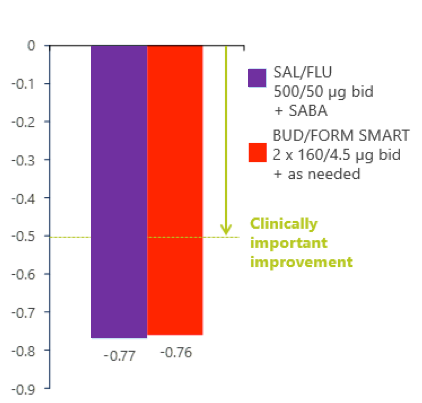 0
-0.1
-0.2
-0.3
-0.4
-0.5
-0.6
-0.7
-0.8
-0.9
-0.77
-0.76
SAL/FLU
500/50 µg bid
+ SABA
BUD/FORM SMART
2 x 160/4.5 µg bid
+ as needed
Clinically
important
improvement